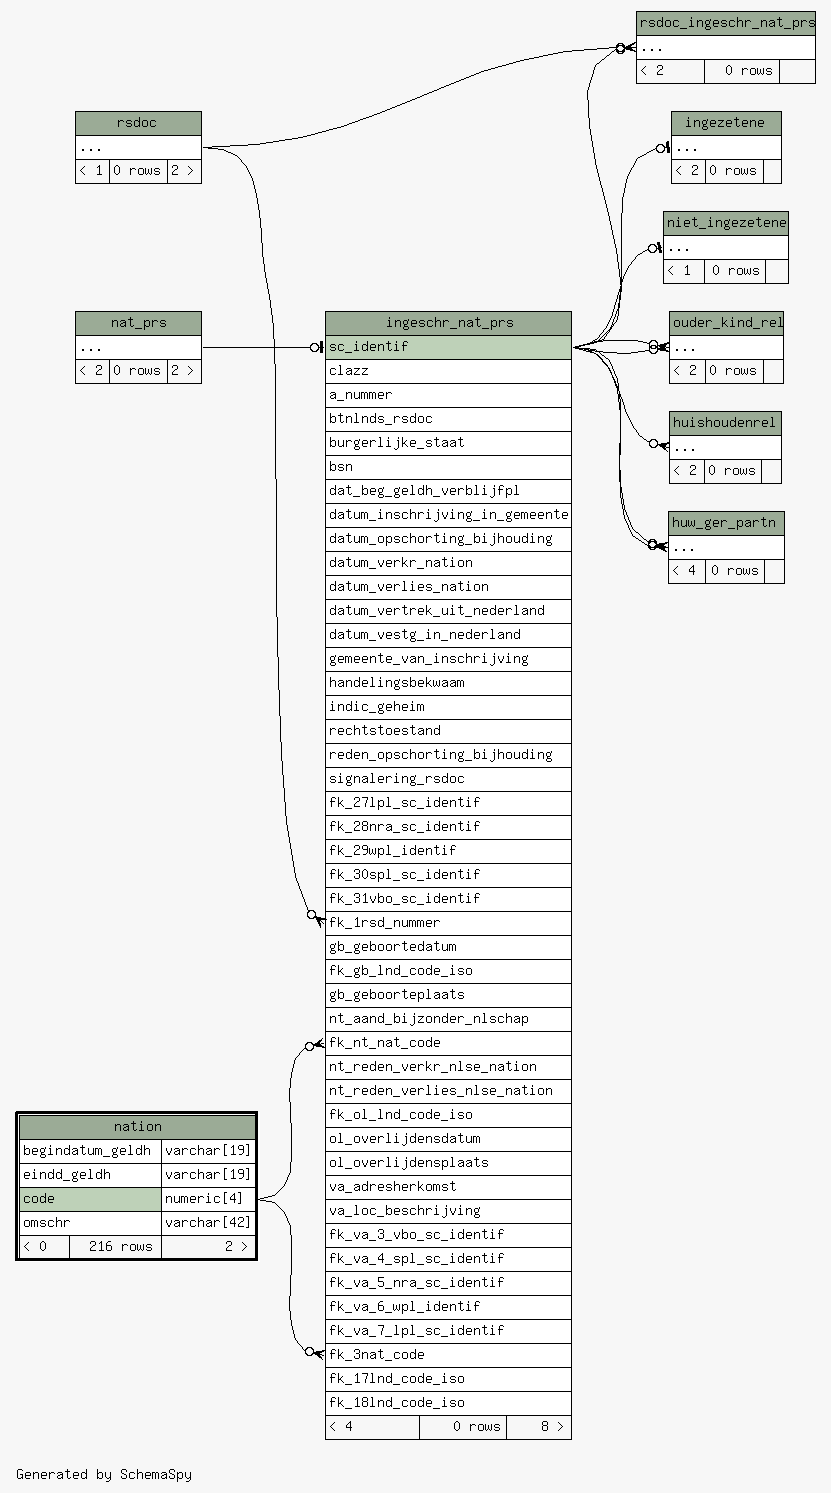 rsdoc_ingeschr_nat_prs
...
< 2 0 rows
rsdoc
...
< 1 0 rows 2 >
ingezetene
...
< 2 0 rows
niet_ingezetene
...
< 1 0 rows
nat_prs
...
< 2 0 rows 2 >
ouder_kind_rel
...
< 2 0 rows
huishoudenrel
...
< 2 0 rows
huw_ger_partn
...
< 4 0 rows
ingeschr_nat_prs
sc_identif
clazz
a_nummer
btnlnds_rsdoc
burgerlijke_staat
bsn
dat_beg_geldh_verblijfpl
datum_inschrijving_in_gemeente
datum_opschorting_bijhouding
datum_verkr_nation
datum_verlies_nation
datum_vertrek_uit_nederland
datum_vestg_in_nederland
gemeente_van_inschrijving
handelingsbekwaam
indic_geheim
rechtstoestand
reden_opschorting_bijhouding
signalering_rsdoc
fk_27lpl_sc_identif
fk_28nra_sc_identif
fk_29wpl_identif
fk_30spl_sc_identif
fk_31vbo_sc_identif
fk_1rsd_nummer
gb_geboortedatum
fk_gb_lnd_code_iso
gb_geboorteplaats
nt_aand_bijzonder_nlschap
fk_nt_nat_code
nt_reden_verkr_nlse_nation
nt_reden_verlies_nlse_nation
fk_ol_lnd_code_iso
ol_overlijdensdatum
ol_overlijdensplaats
va_adresherkomst
va_loc_beschrijving
fk_va_3_vbo_sc_identif
fk_va_4_spl_sc_identif
fk_va_5_nra_sc_identif
fk_va_6_wpl_identif
fk_va_7_lpl_sc_identif
fk_3nat_code
fk_17lnd_code_iso
fk_18lnd_code_iso
< 4 0 rows 8 >
nation
begindatum_geldh varchar[19]
eindd_geldh varchar[19]
code numeric[4]
omschr varchar[42]
< 0 216 rows 2 >
Generated by SchemaSpy